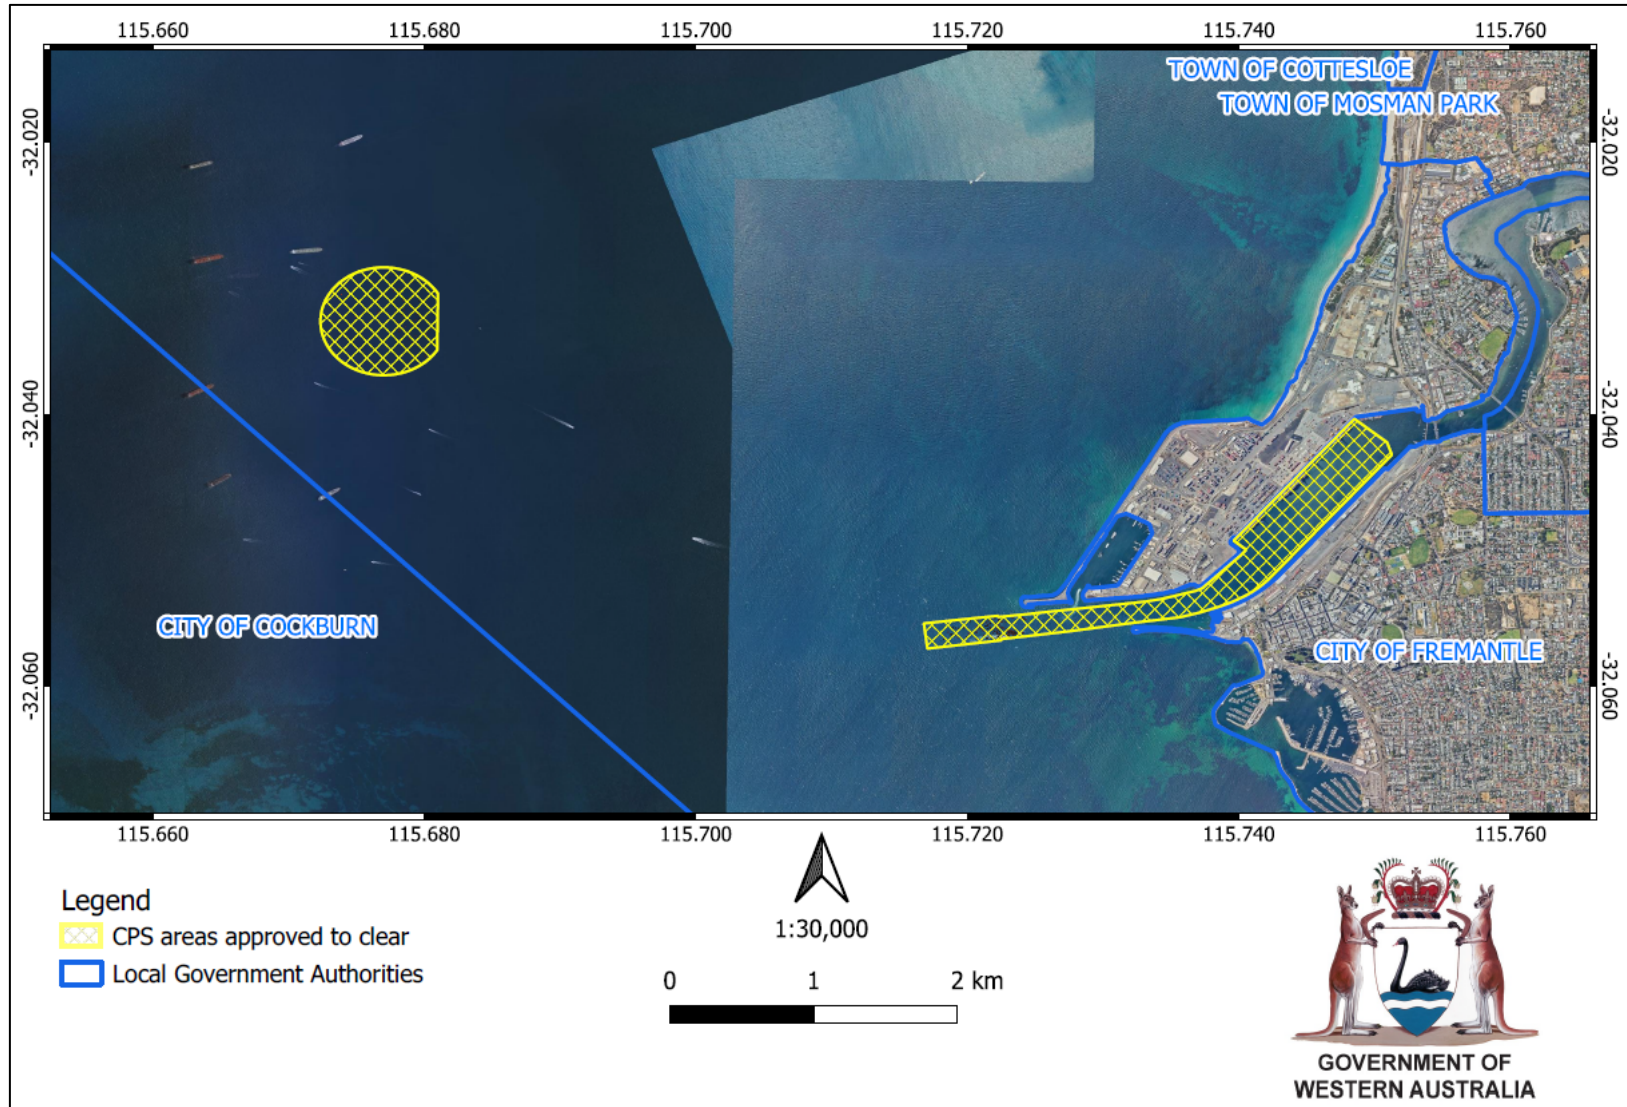 115.660 115.680 115.700 115.720 115.740 115.760
TOWN OF COTTESLOE
TOWN OF MOSMAN PARK
-32.020 -32.020
-32.040 -32.040
CITY OF COCKBURN
CITY OF FREMANTLE
-32.060 -32.060
115.660 115.680 115.700 115.720 115.740 115.760
Legend
CPS areas approved to clear
Local Government Authorities
1:30,000
0 1 2 km
GOVERNMENT OF
WESTERN AUSTRALIA